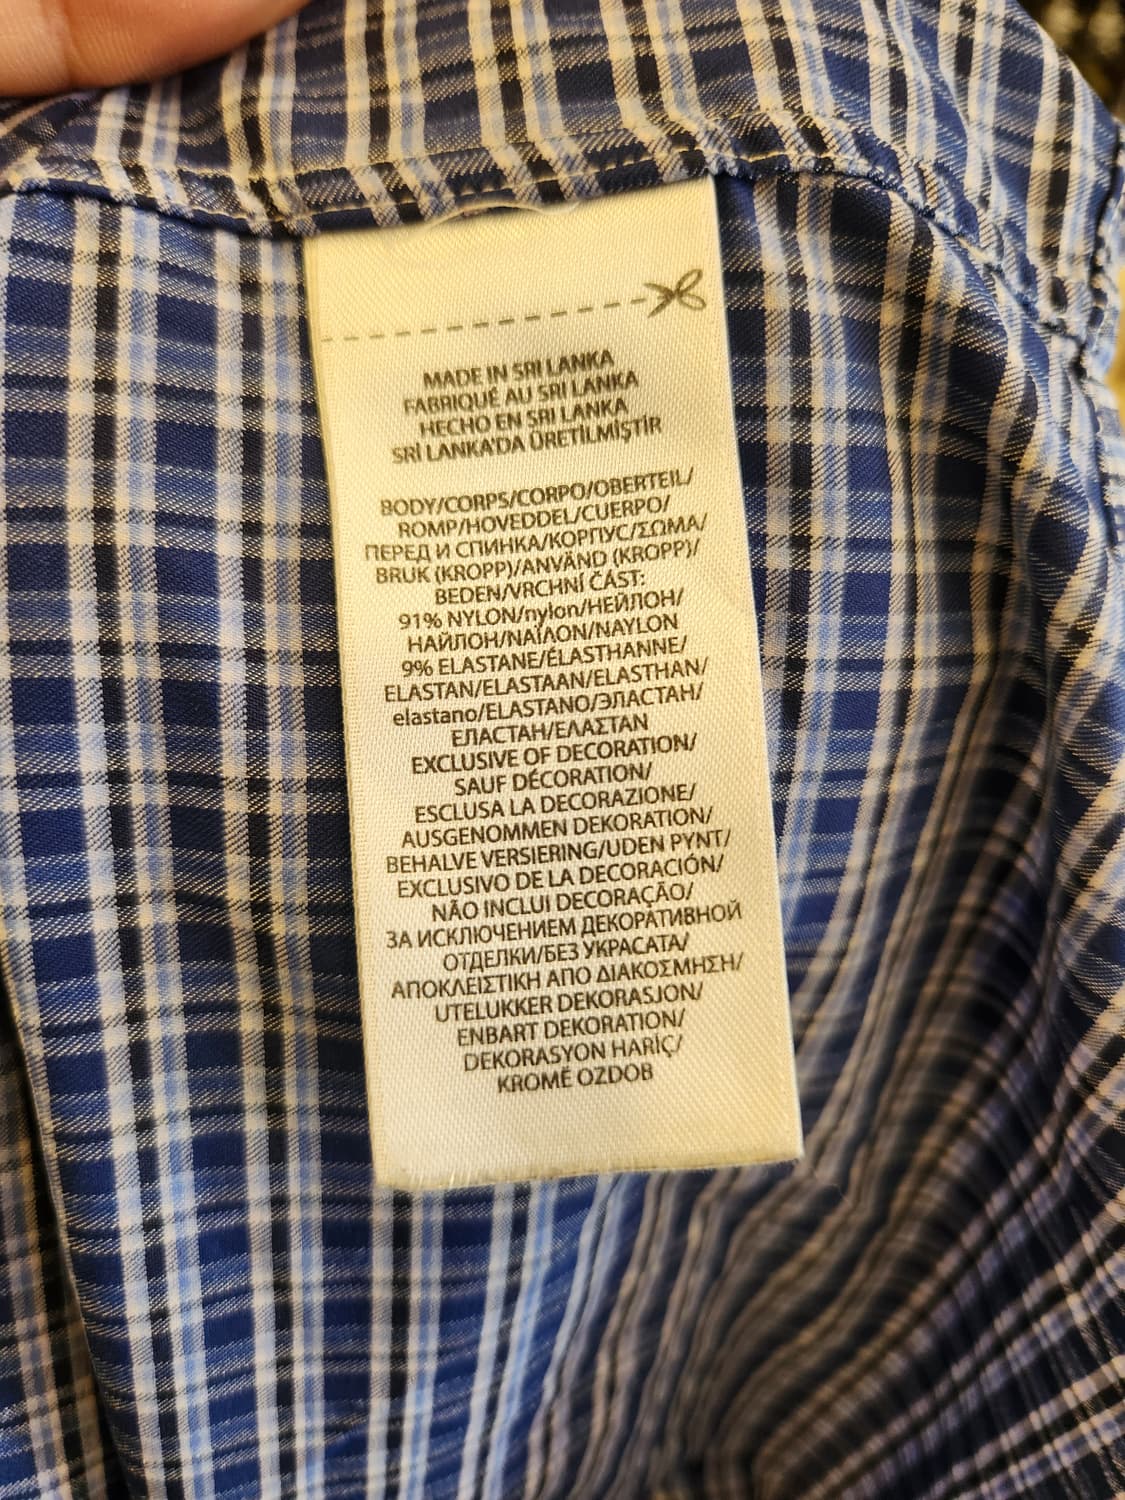 MADE IN SRI LANKA
FABRIQUÉ AU SRI LANKA
HECHO EN SRI LANKA
SRİ LANKA'DA ÜRETİLMİŞTİR
BODY/CORPS/CORPO/OBERTEIL/
ROMP/HOVEDDEL/CUERPO/
ПЕРЕД И СПИНКА/КОРПУС/ΣΩΜΑ/
BRUK (KROPP)/ANVÄND (KROPP)/
BEDEN/VRCHNÍ ČÁST:
91% NYLON/nylon/НЕЙЛОН/
НАЙЛОН/ΝΑΪΛΟΝ/NAYLON
9% ELASTANE/ÉLASTHANNE/
ELASTAN/ELASTAAN/ELASTHAN/
elastano/ELASTANO/ЭЛАСТАН/
ЕЛАСТАН/ΕΛΑΣΤΑΝ
EXCLUSIVE OF DECORATION/
SAUF DÉCORATION/
ESCLUSA LA DECORAZIONE/
AUSGENOMMEN DEKORATION/
BEHALVE VERSIERING/UDEN PYNT/
EXCLUSIVO DE LA DECORACIÓN/
NÃO INCLUI DECORAÇÃO/
ЗА ИСКЛЮЧЕНИЕМ ДЕКОРАТИВНОЙ
ОТДЕЛКИ/БЕЗ УКРАСАТА/
ΑΠΟΚΛΕΙΣΤΙΚΗ ΑΠΟ ΔΙΑΚΟΣΜΗΣΗ/
UTELUKKER DEKORASJON/
ENBART DEKORATION/
DEKORASYON HARİÇ/
KROMĚ OZDOB